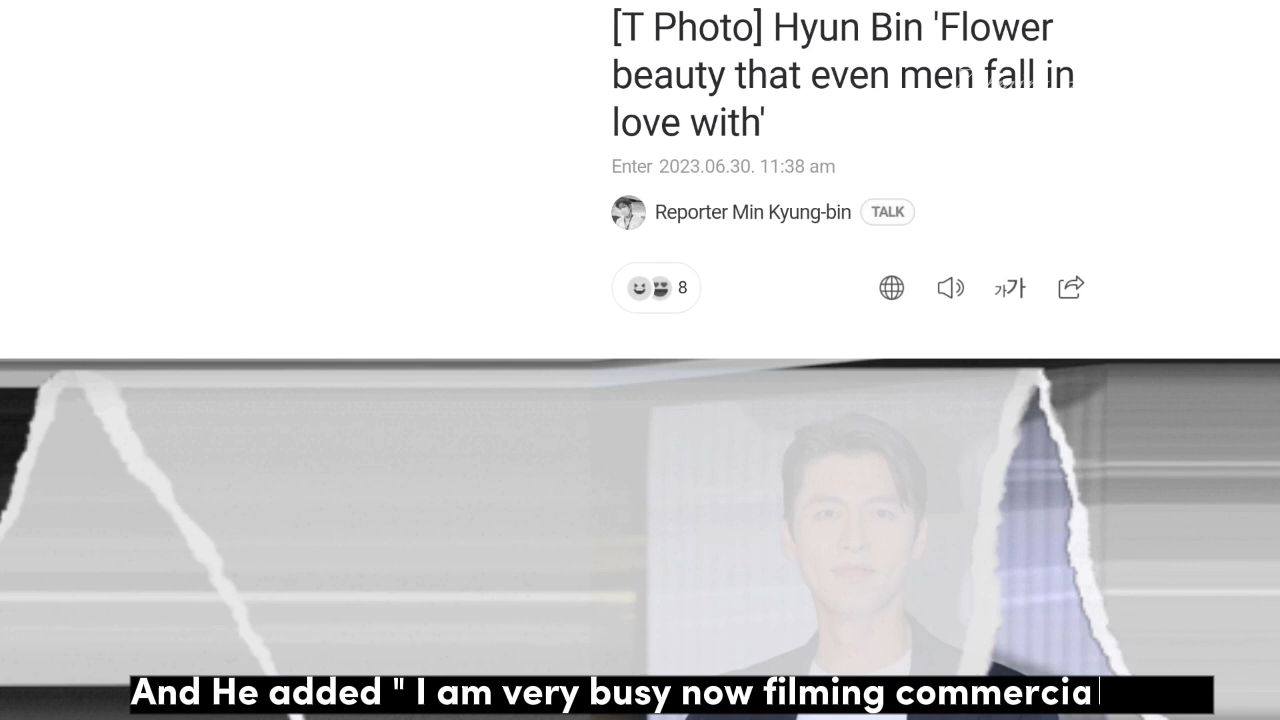 [T Photo] Hyun Bin 'Flower
beauty that even men fall in
love with'
Enter 2023.06.30. 11:38 am
Reporter Min Kyung-bin TALK
8
가가
And He added " I am very busy now filming commercia